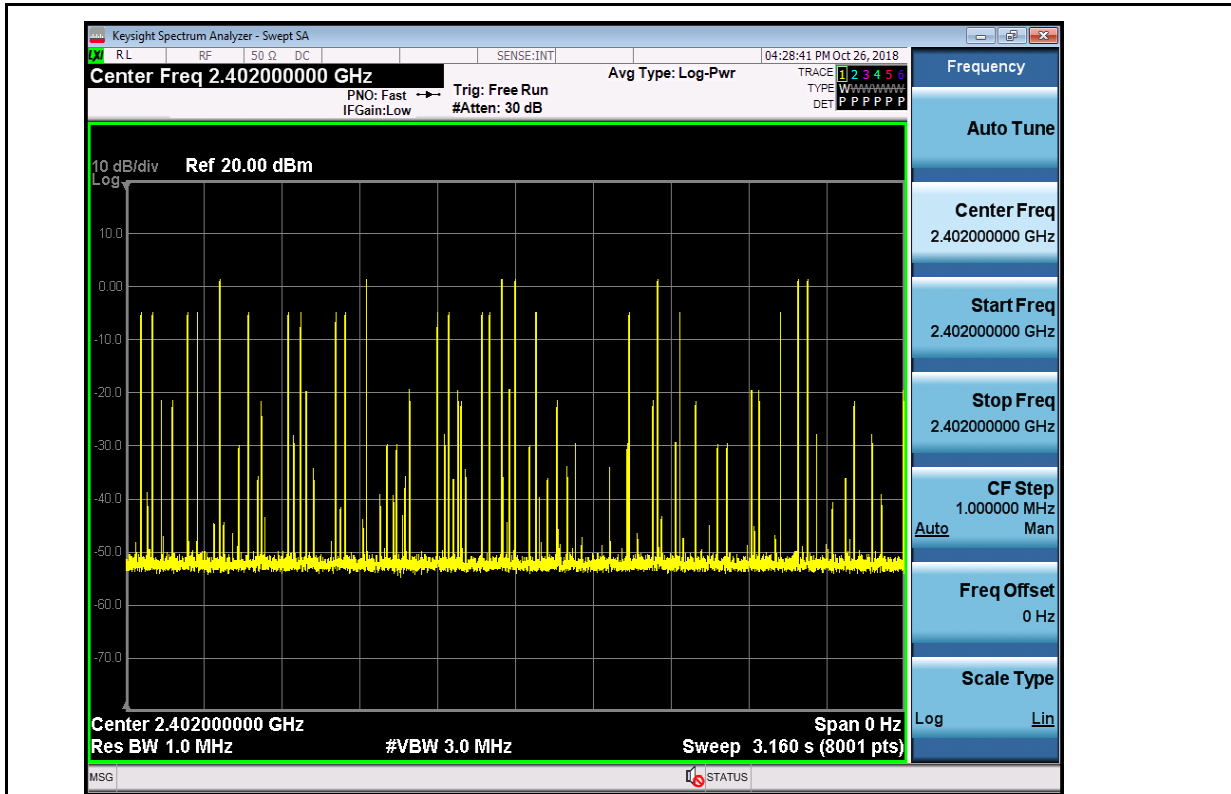 Keysight Spectrum Analyzer - Swept SA
LXI RL RF 50 Ω DC SENSE:INT 04:28:41 PM Oct 26, 2018
Center Freq 2.402000000 GHz
PNO: Fast
IFGain:Low
Trig: Free Run
#Atten: 30 dB
Avg Type: Log-Pwr
TRACE 1 2 3 4 5 6
TYPE WWWWWW
DET P P P P P P
10 dB/div Ref 20.00 dBm
Log
10.0
0.00
-10.0
-20.0
-30.0
-40.0
-50.0
-60.0
-70.0
Center 2.402000000 GHz Span 0 Hz
Res BW 1.0 MHz #VBW 3.0 MHz Sweep 3.160 s (8001 pts)
MSG STATUS
Frequency
Auto Tune
Center Freq
2.402000000 GHz
Start Freq
2.402000000 GHz
Stop Freq
2.402000000 GHz
CF Step
1.000000 MHz
Auto Man
Freq Offset
0 Hz
Scale Type
Log Lin